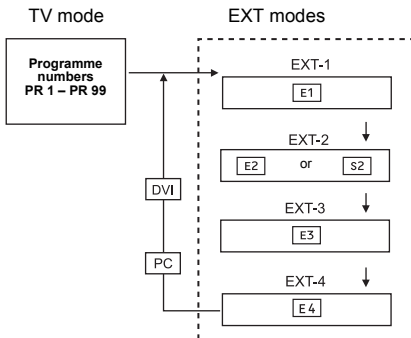 TV mode
EXT modes
Programme
numbers
PR 1 – PR 99
EXT-1
E1
EXT-2
E2 or S2
DVI
EXT-3
E3
PC
EXT-4
E4